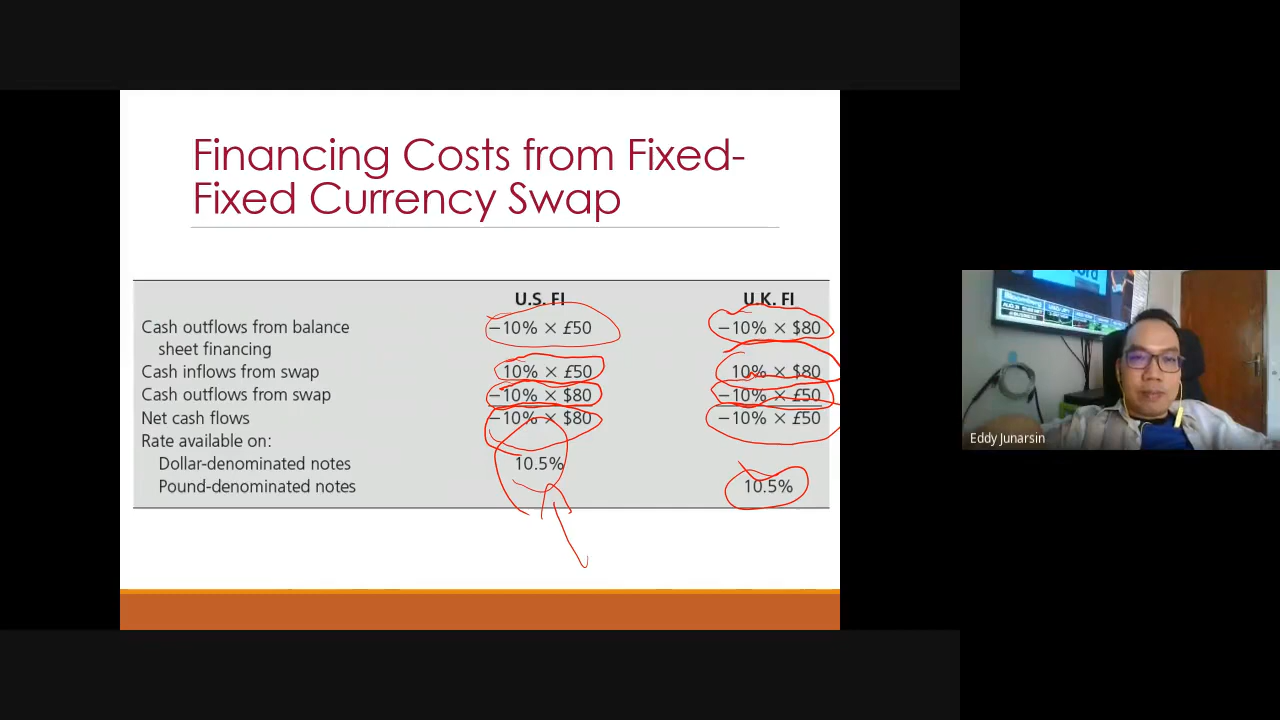 Financing Costs from Fixed-
Fixed Currency Swap
U.S. FI U.K. FI
Cash outflows from balance −10% × £50 −10% × $80
sheet financing
Cash inflows from swap 10% × £50 10% × $80
Cash outflows from swap −10% × $80 −10% × £50
Net cash flows −10% × $80 −10% × £50
Rate available on:
Dollar-denominated notes 10.5%
Pound-denominated notes 10.5%
Eddy Junarsin